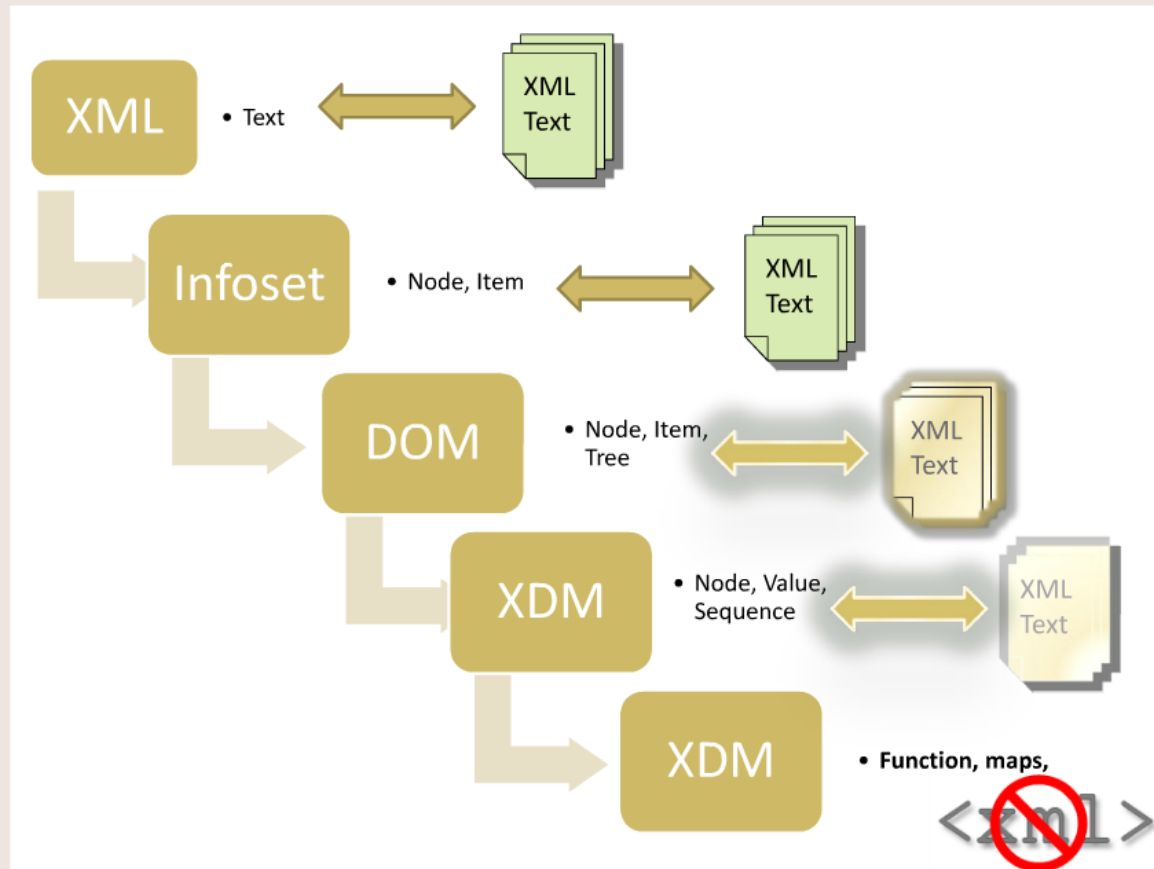 XML
• Text
XML
Text
Infoset
• Node, Item
XML
Text
DOM
• Node, Item,
Tree
XML
Text
XDM
• Node, Value,
Sequence
XML
Text
XDM
• Function, maps,
<xml>